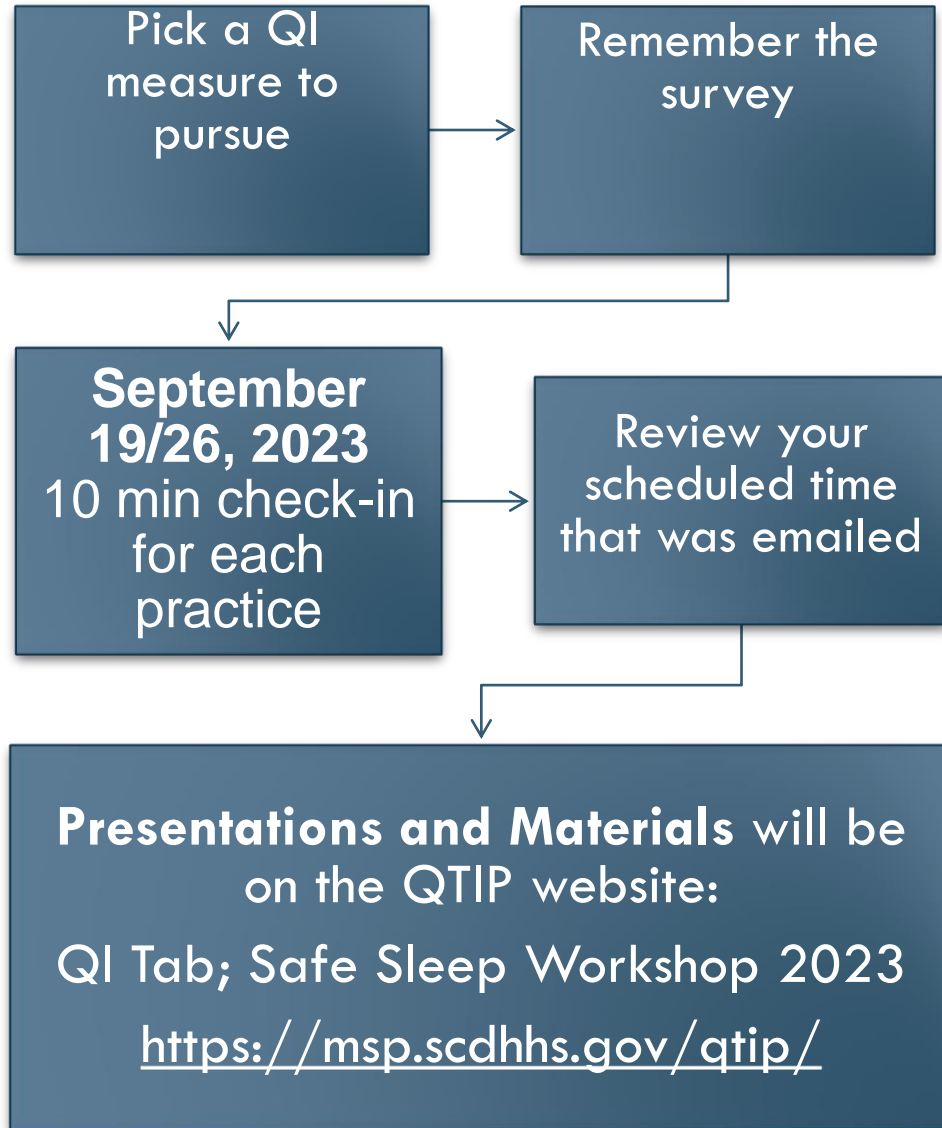 Pick a QI
measure to
pursue
Remember the
survey
September
19/26, 2023
10 min check-in
for each
practice
Review your
scheduled time
that was emailed
Presentations and Materials will be
on the QTIP website:
QI Tab; Safe Sleep Workshop 2023
https://msp.scdhhs.gov/qtip/